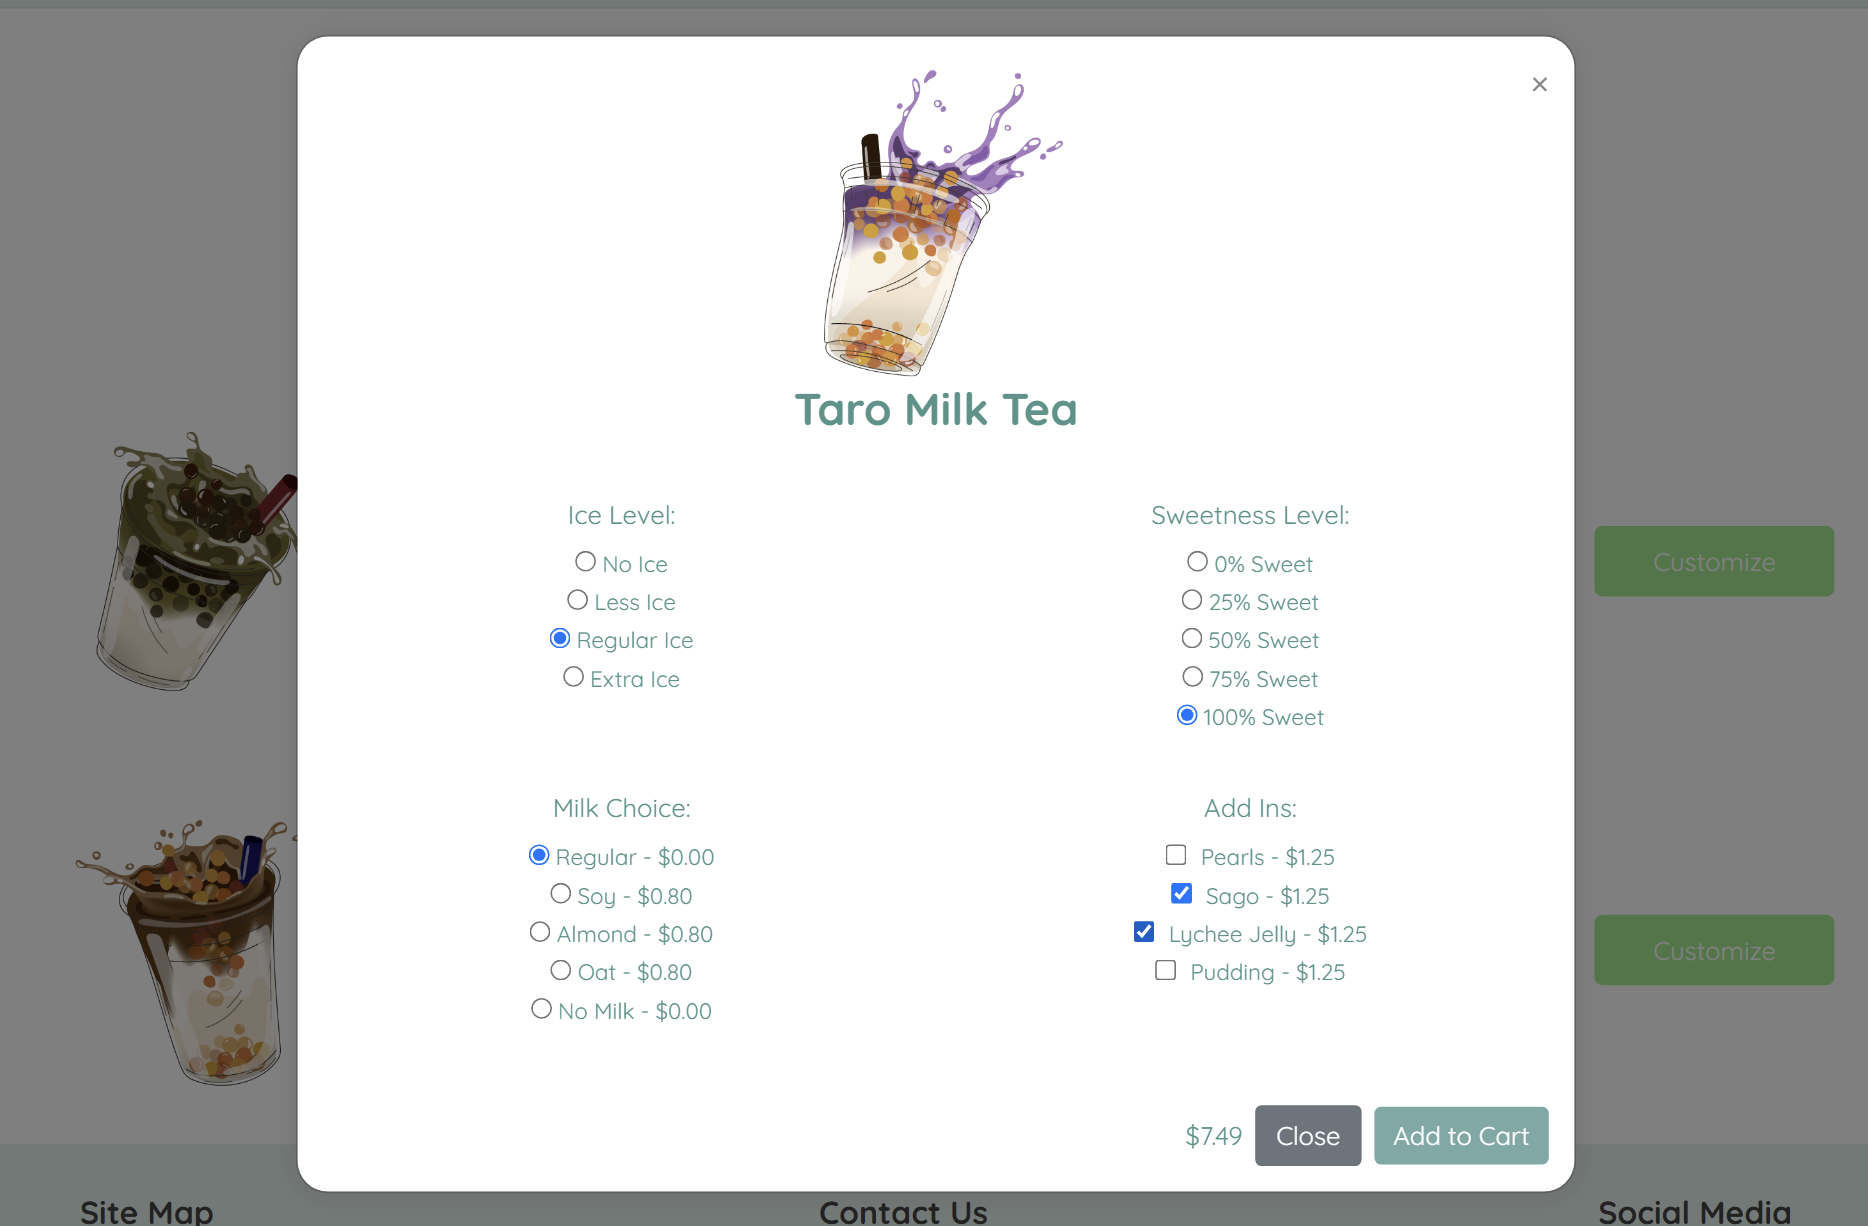 ×
Taro Milk Tea
Ice Level:
No Ice
Less Ice
Regular Ice
Extra Ice
Sweetness Level:
0% Sweet
25% Sweet
50% Sweet
75% Sweet
100% Sweet
Milk Choice:
Regular - $0.00
Soy - $0.80
Almond - $0.80
Oat - $0.80
No Milk - $0.00
Add Ins:
Pearls - $1.25
Sago - $1.25
Lychee Jelly - $1.25
Pudding - $1.25
$7.49
Close
Add to Cart
Customize
Customize
Site Map
Contact Us
Social Media